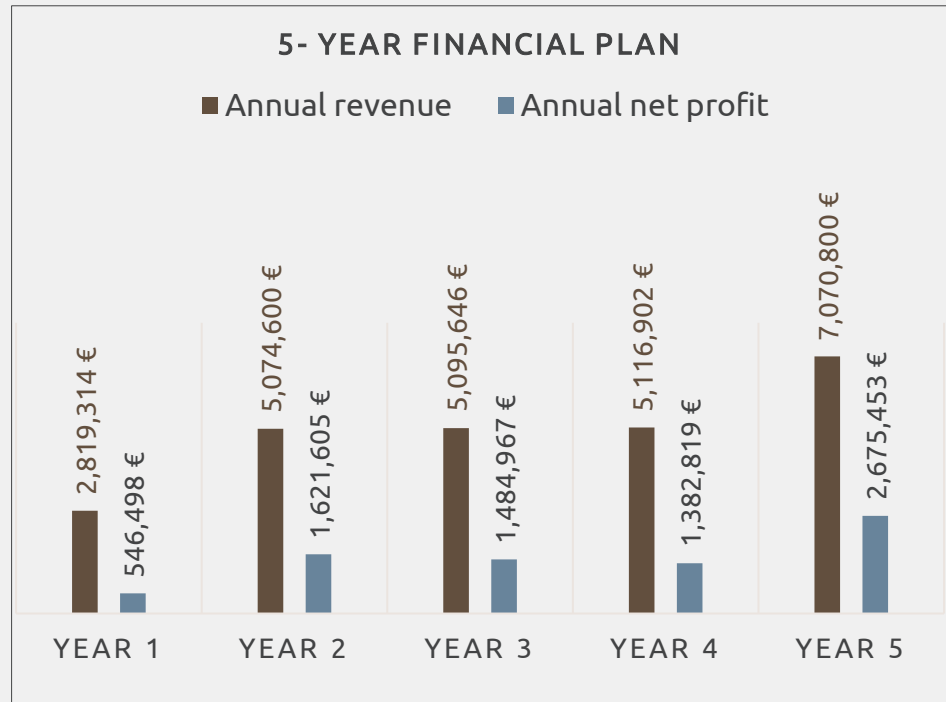 5- YEAR FINANCIAL PLAN
Annual revenue
Annual net profit
2,819,314 €
546,498 €
5,074,600 €
1,621,605 €
5,095,646 €
1,484,967 €
5,116,902 €
1,382,819 €
7,070,800 €
2,675,453 €
YEAR 1
YEAR 2
YEAR 3
YEAR 4
YEAR 5